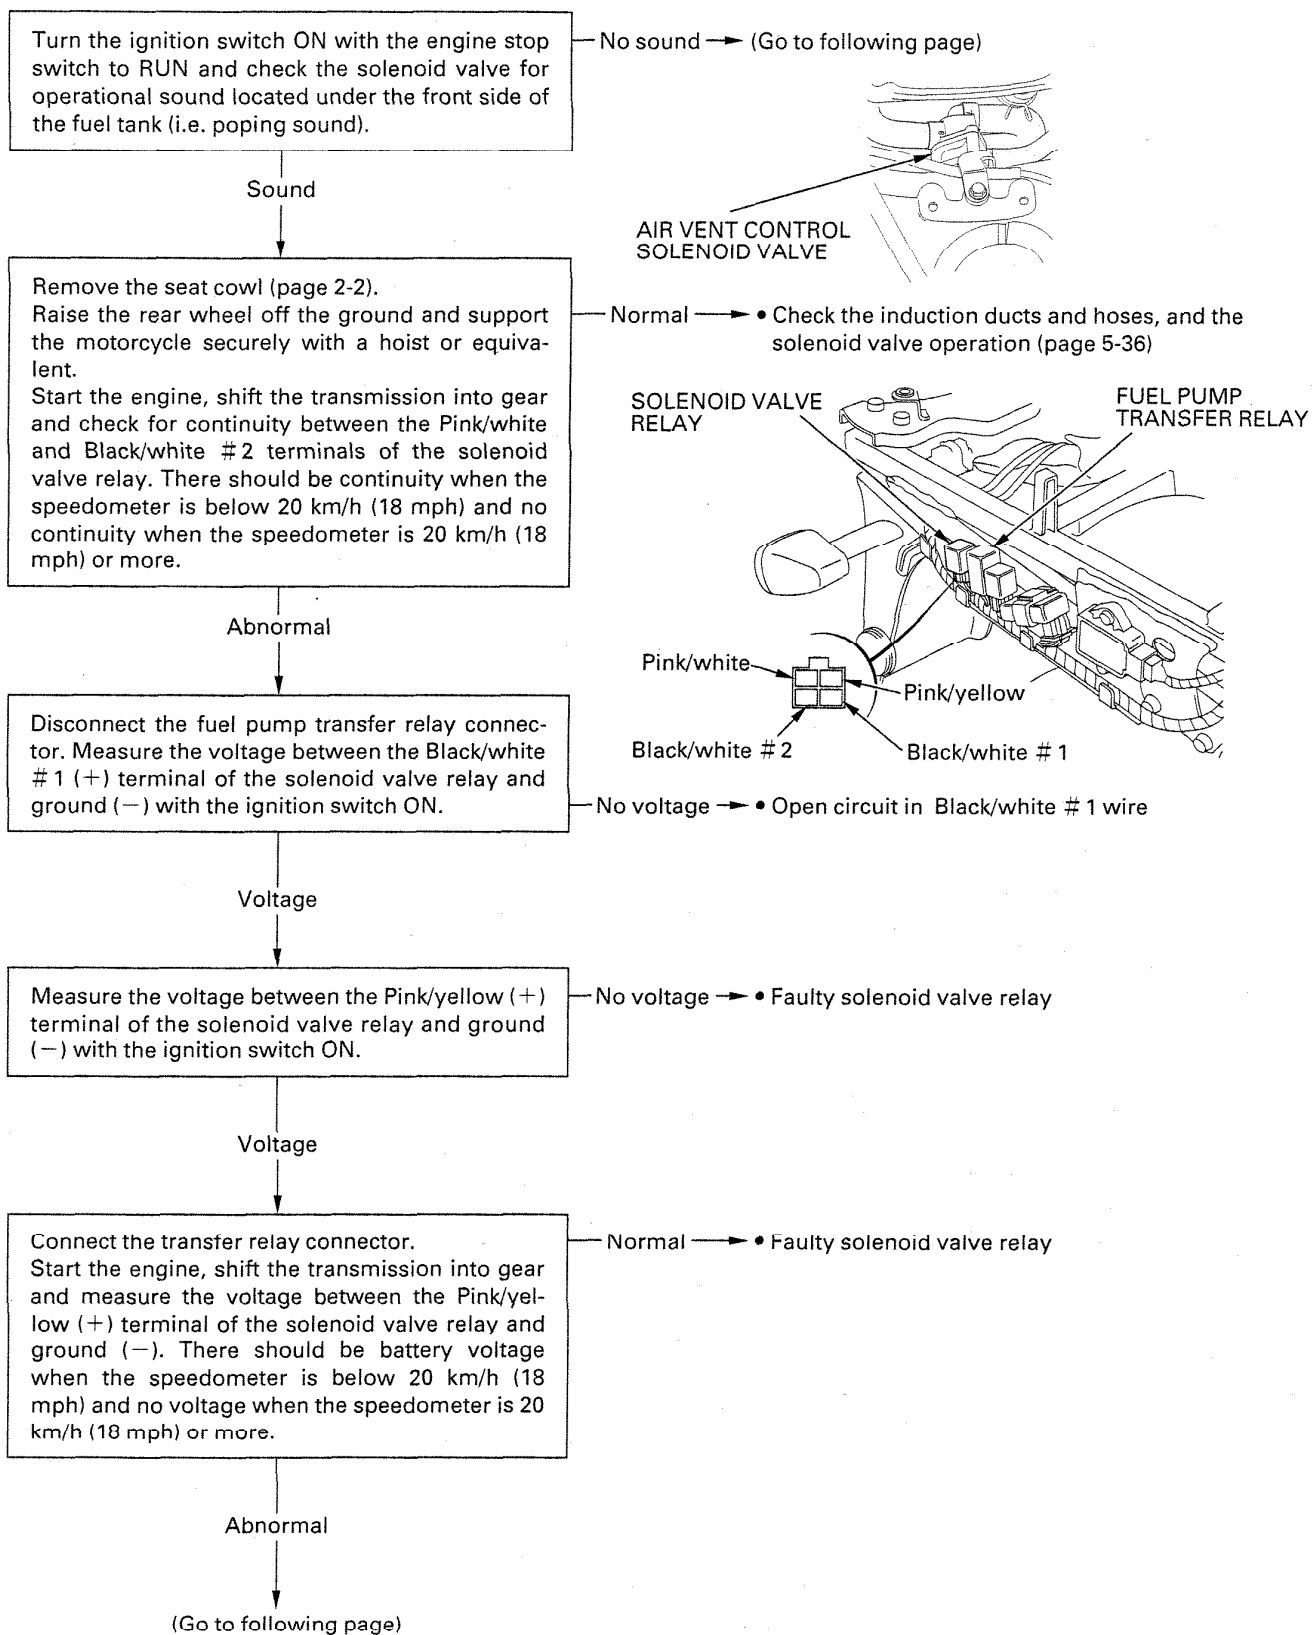 Turn the ignition switch ON with the engine stop
switch to RUN and check the solenoid valve for
operational sound located under the front side of
the fuel tank (i.e. poping sound).
No sound
(Go to following page)
Sound
AIR VENT CONTROL
SOLENOID VALVE
Remove the seat cowl (page 2-2).
Raise the rear wheel off the ground and support
the motorcycle securely with a hoist or equiva-
lent.
Start the engine, shift the transmission into gear
and check for continuity between the Pink/white
and Black/white #2 terminals of the solenoid
valve relay. There should be continuity when the
speedometer is below 20 km/h (18 mph) and no
continuity when the speedometer is 20 km/h (18
mph) or more.
Normal
• Check the induction ducts and hoses, and the
solenoid valve operation (page 5-36)
SOLENOID VALVE
RELAY
FUEL PUMP
TRANSFER RELAY
Pink/white
Pink/yellow
Black/white #2
Black/white #1
Abnormal
Disconnect the fuel pump transfer relay connec-
tor. Measure the voltage between the Black/white
#1 (+) terminal of the solenoid valve relay and
ground (−) with the ignition switch ON.
No voltage
• Open circuit in Black/white #1 wire
Voltage
Measure the voltage between the Pink/yellow (+)
terminal of the solenoid valve relay and ground
(−) with the ignition switch ON.
No voltage
• Faulty solenoid valve relay
Voltage
Connect the transfer relay connector.
Start the engine, shift the transmission into gear
and measure the voltage between the Pink/yel-
low (+) terminal of the solenoid valve relay and
ground (−). There should be battery voltage
when the speedometer is below 20 km/h (18
mph) and no voltage when the speedometer is 20
km/h (18 mph) or more.
Normal
• Faulty solenoid valve relay
Abnormal
(Go to following page)